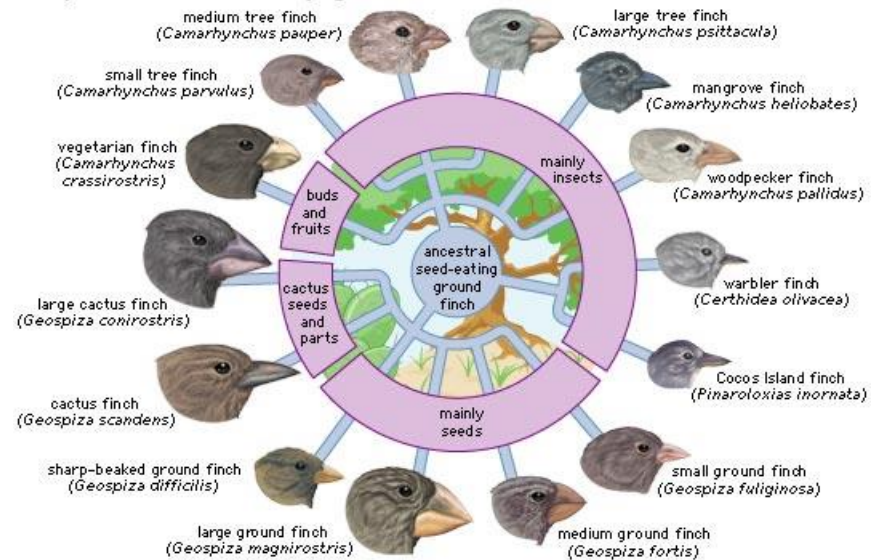 medium tree finch
(Camarhynchus pauper)
large tree finch
(Camarhynchus psittacula)
small tree finch
(Camarhynchus parvulus)
mangrove finch
(Camarhynchus heliobates)
vegetarian finch
(Camarhynchus
crassirostris)
mainly
insects
woodpecker finch
(Camarhynchus pallidus)
buds
and
fruits
ancestral
seed-eating
ground
finch
warbler finch
(Certhidea olivacea)
large cactus finch
(Geospiza conirostris)
cactus
seeds
and
parts
Cocos Island finch
(Pinaroloxias inornata)
cactus finch
(Geospiza scandens)
mainly
seeds
sharp-beaked ground finch
(Geospiza difficilis)
small ground finch
(Geospiza fuliginosa)
large ground finch
(Geospiza magnirostris)
medium ground finch
(Geospiza fortis)